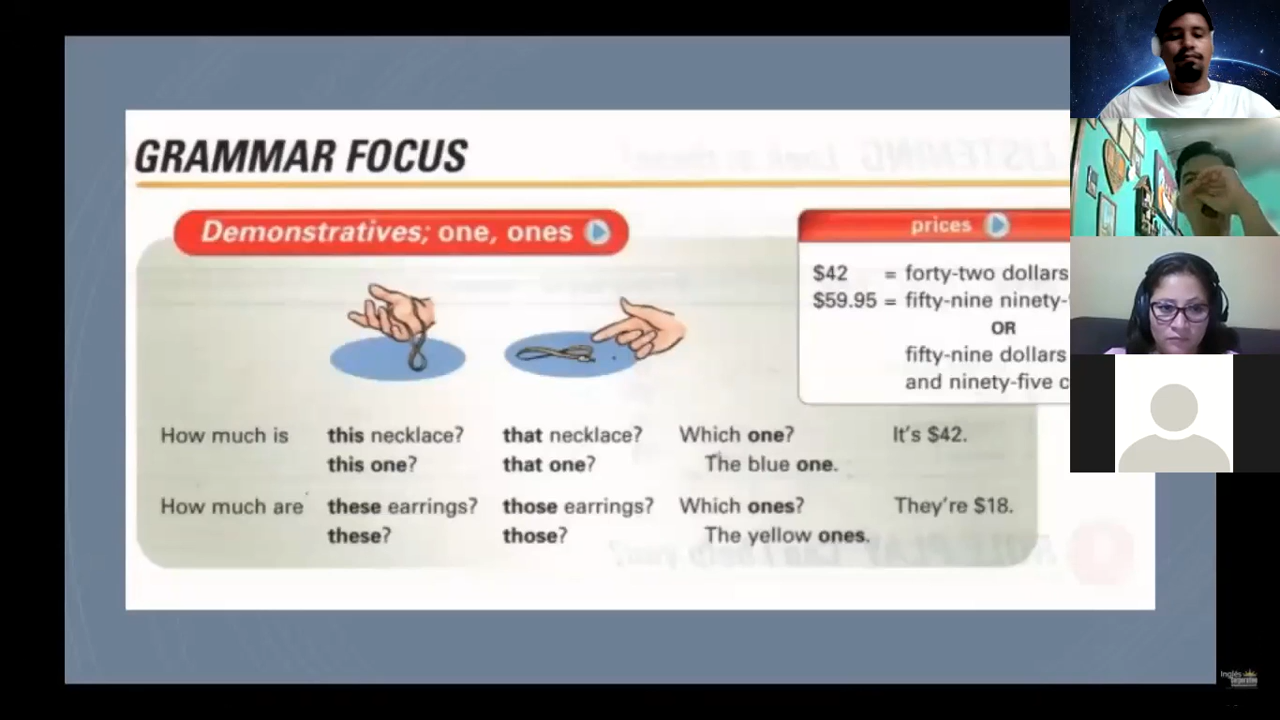 GRAMMAR FOCUS
Demonstratives; one, ones
prices
$42 = forty-two dollars
$59.95 = fifty-nine ninety-
OR
fifty-nine dollars
and ninety-five c
How much is this necklace? that necklace? Which one? It's $42.
this one? that one? The blue one.
How much are these earrings? those earrings? Which ones? They're $18.
these? those? The yellow ones.
Inglés